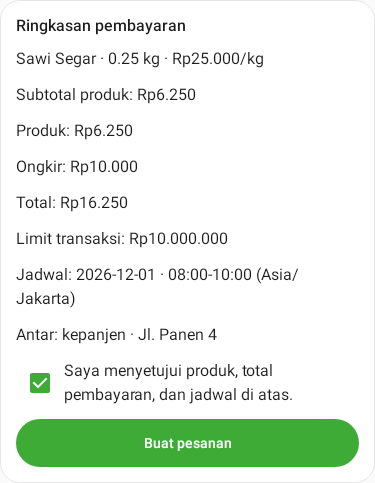 Ringkasan pembayaran
Sawi Segar · 0.25 kg · Rp25.000/kg
Subtotal produk: Rp6.250
Produk: Rp6.250
Ongkir: Rp10.000
Total: Rp16.250
Limit transaksi: Rp10.000.000
Jadwal: 2026-12-01 · 08:00-10:00 (Asia/
Jakarta)
Antar: kepanjen · Jl. Panen 4
Saya menyetujui produk, total
pembayaran, dan jadwal di atas.
Buat pesanan